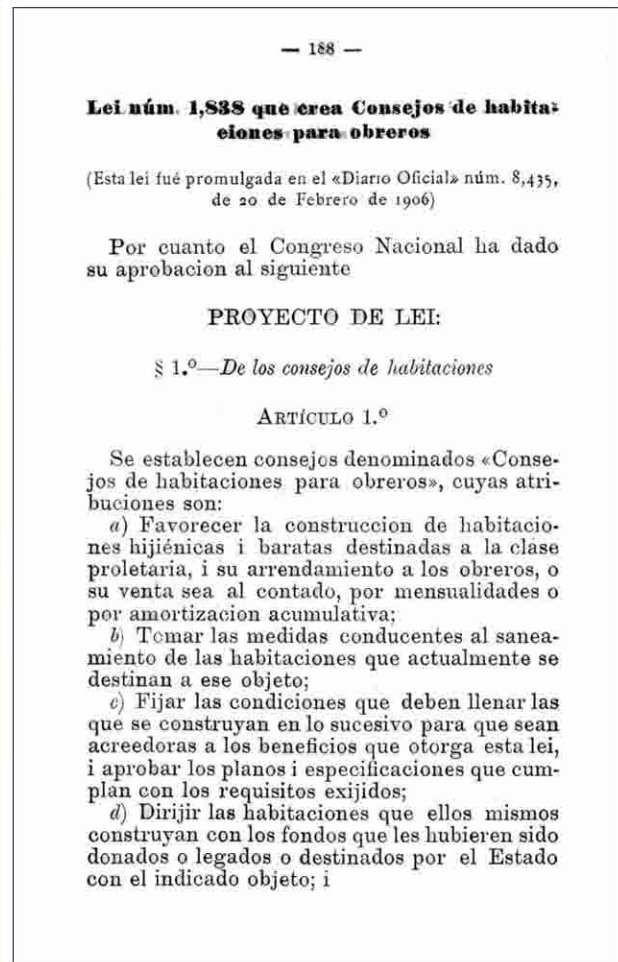 — 188 —
Lei núm. 1,838 que crea Consejos de habita-
ciones para obreros
(Esta lei fué promulgada en el «Diario Oficial» núm. 8,435,
de 20 de Febrero de 1906)
Por cuanto el Congreso Nacional ha dado
su aprobacion al siguiente
PROYECTO DE LEI:
§ 1.º—De los consejos de habitaciones
ARTÍCULO 1.º
Se establecen consejos denominados «Conse-
jos de habitaciones para obreros», cuyas atri-
buciones son:
a) Favorecer la construccion de habitacio-
nes hijiénicas i baratas destinadas a la clase
proletaria, i su arrendamiento a los obreros, o
su venta sea al contado, por mensualidades o
por amortizacion acumulativa;
b) Tomar las medidas conducentes al sanea-
miento de las habitaciones que actualmente se
destinan a ese objeto;
c) Fijar las condiciones que deben llenar las
que se construyan en lo sucesivo para que sean
acreedoras a los beneficios que otorga esta lei,
i aprobar los planos i especificaciones que cum-
plan con los requisitos exijidos;
d) Dirijir las habitaciones que ellos mismos
construyan con los fondos que les hubieren sido
donados o legados o destinados por el Estado
con el indicado objeto; i